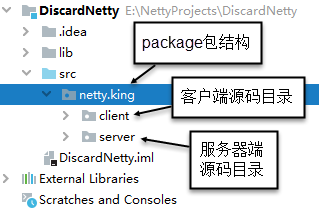 DiscardNetty E:\NettyProjects\DiscardNetty
.idea
lib
src
package包结构
netty.king
client
客户端源码目录
server
服务器端
源码目录
DiscardNetty.iml
External Libraries
Scratches and Consoles